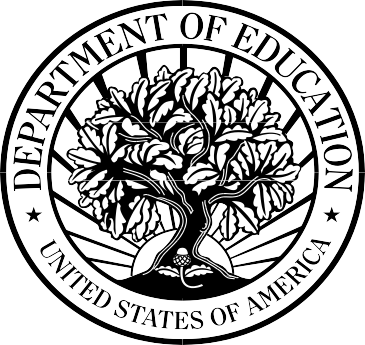 DEPARTMENT OF EDUCATION
UNITED STATES OF AMERICA